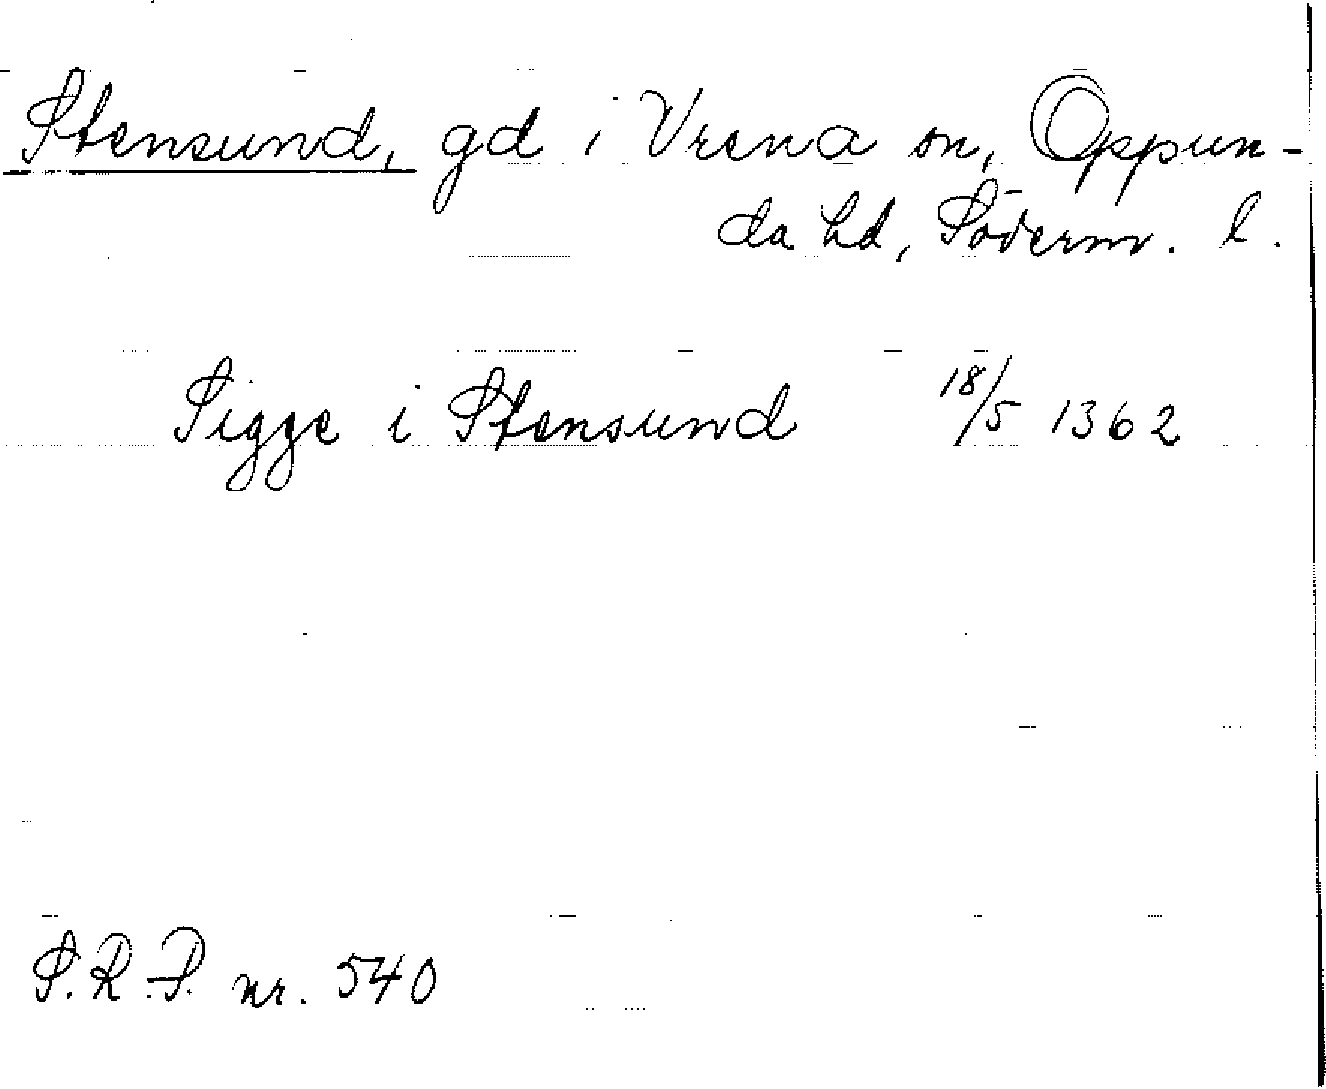 Stensund, gd i Vrena sn, Oppun-
da hd, Söderm. l.
Sigge i Stensund 18/5 1362
S.R.P. nr. 540